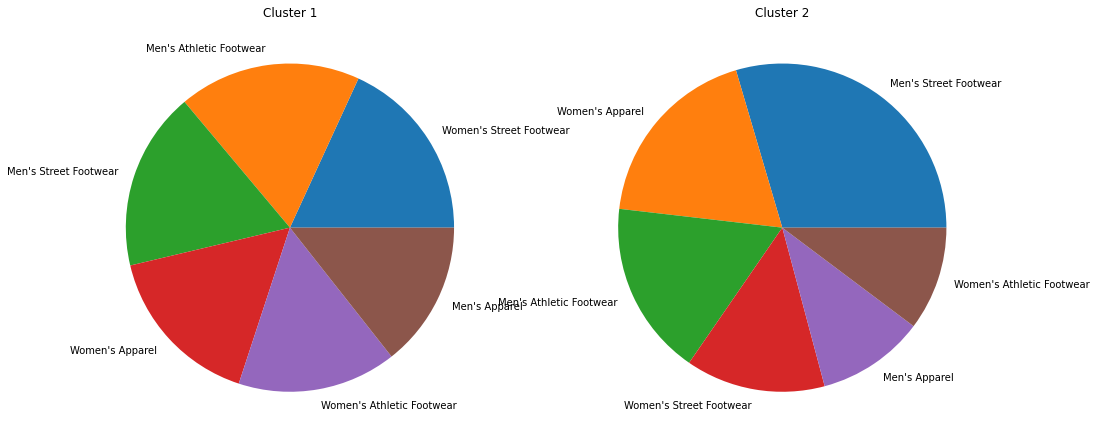 Cluster 1
Men's Athletic Footwear
Women's Street Footwear
Men's Street Footwear
Men's Apparel
Women's Apparel
Women's Athletic Footwear
Cluster 2
Men's Street Footwear
Women's Apparel
Women's Athletic Footwear
Men's Athletic Footwear
Men's Apparel
Women's Street Footwear